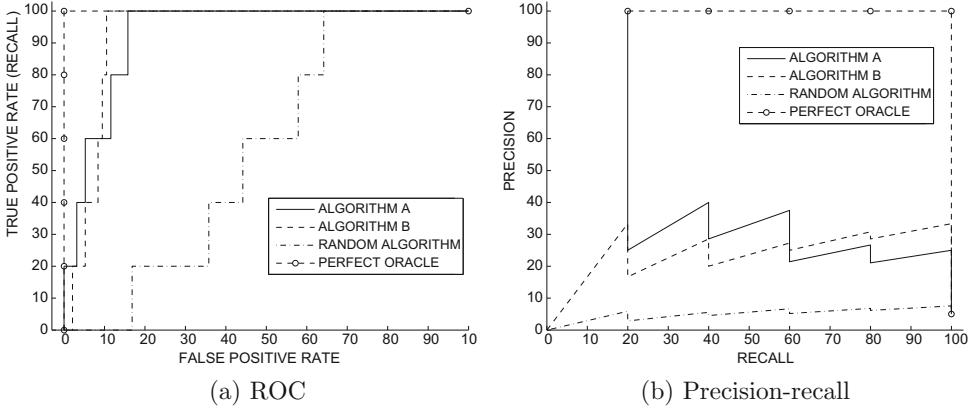 100
90
80
70
60
50
40
30
20
10
0
TRUE POSITIVE RATE (RECALL)
ALGORITHM A
ALGORITHM B
RANDOM ALGORITHM
PERFECT ORACLE
0 10 20 30 40 50 60 70 80 90 10
FALSE POSITIVE RATE
(a) ROC
100
90
80
70
60
50
40
30
20
10
0
PRECISION
ALGORITHM A
ALGORITHM B
RANDOM ALGORITHM
PERFECT ORACLE
0 10 20 30 40 50 60 70 80 90 100
RECALL
(b) Precision-recall